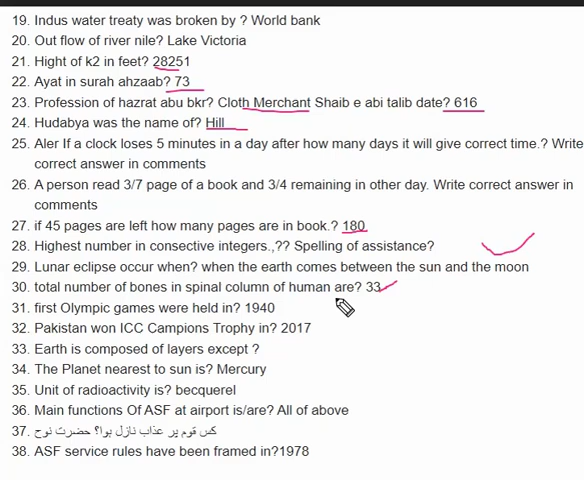 19. Indus water treaty was broken by ? World bank
20. Out flow of river nile? Lake Victoria
21. Hight of k2 in feet? 28251
22. Ayat in surah ahzaab? 73
23. Profession of hazrat abu bkr? Cloth Merchant Shaib e abi talib date? 616
24. Hudabya was the name of? Hill
25. Aler If a clock loses 5 minutes in a day after how many days it will give correct time.? Write
correct answer in comments
26. A person read 3/7 page of a book and 3/4 remaining in other day. Write correct answer in
comments
27. if 45 pages are left how many pages are in book.? 180
28. Highest number in consective integers.,?? Spelling of assistance?
29. Lunar eclipse occur when? when the earth comes between the sun and the moon
30. total number of bones in spinal column of human are? 33
31. first Olympic games were held in? 1940
32. Pakistan won ICC Campions Trophy in? 2017
33. Earth is composed of layers except ?
34. The Planet nearest to sun is? Mercury
35. Unit of radioactivity is? becquerel
36. Main functions Of ASF at airport is/are? All of above
37. کس قوم پر عذاب نازل ہوا؟ حضرت نوح
38. ASF service rules have been framed in?1978